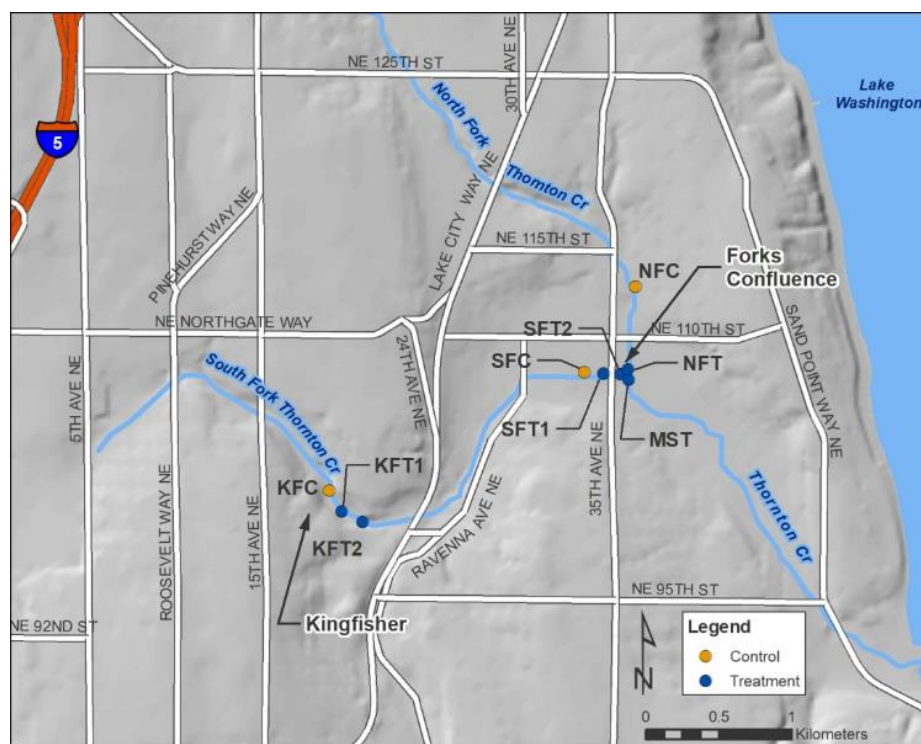 NE 125TH ST
30TH AVE NE
Lake
Washington
5
North Fork
Thornton Cr
PINEHURST WAY NE
LAKE CITY WAY NE
NE 115TH ST
NFC
Forks
Confluence
NE NORTHGATE WAY
SFT2
NE 110TH ST
SAND POINT WAY NE
24TH AVE NE
SFC
NFT
5TH AVE NE
South Fork Thornton Cr
SFT1
MST
KFT1
KFC
35TH AVE NE
Thornton Cr
ROOSEVELT WAY NE
15TH AVE NE
KFT2
RAVENNA AVE NE
NE 95TH ST
NE 92ND ST
Kingfisher
Legend
Control
Treatment
N
0 0.5 1
Kilometers